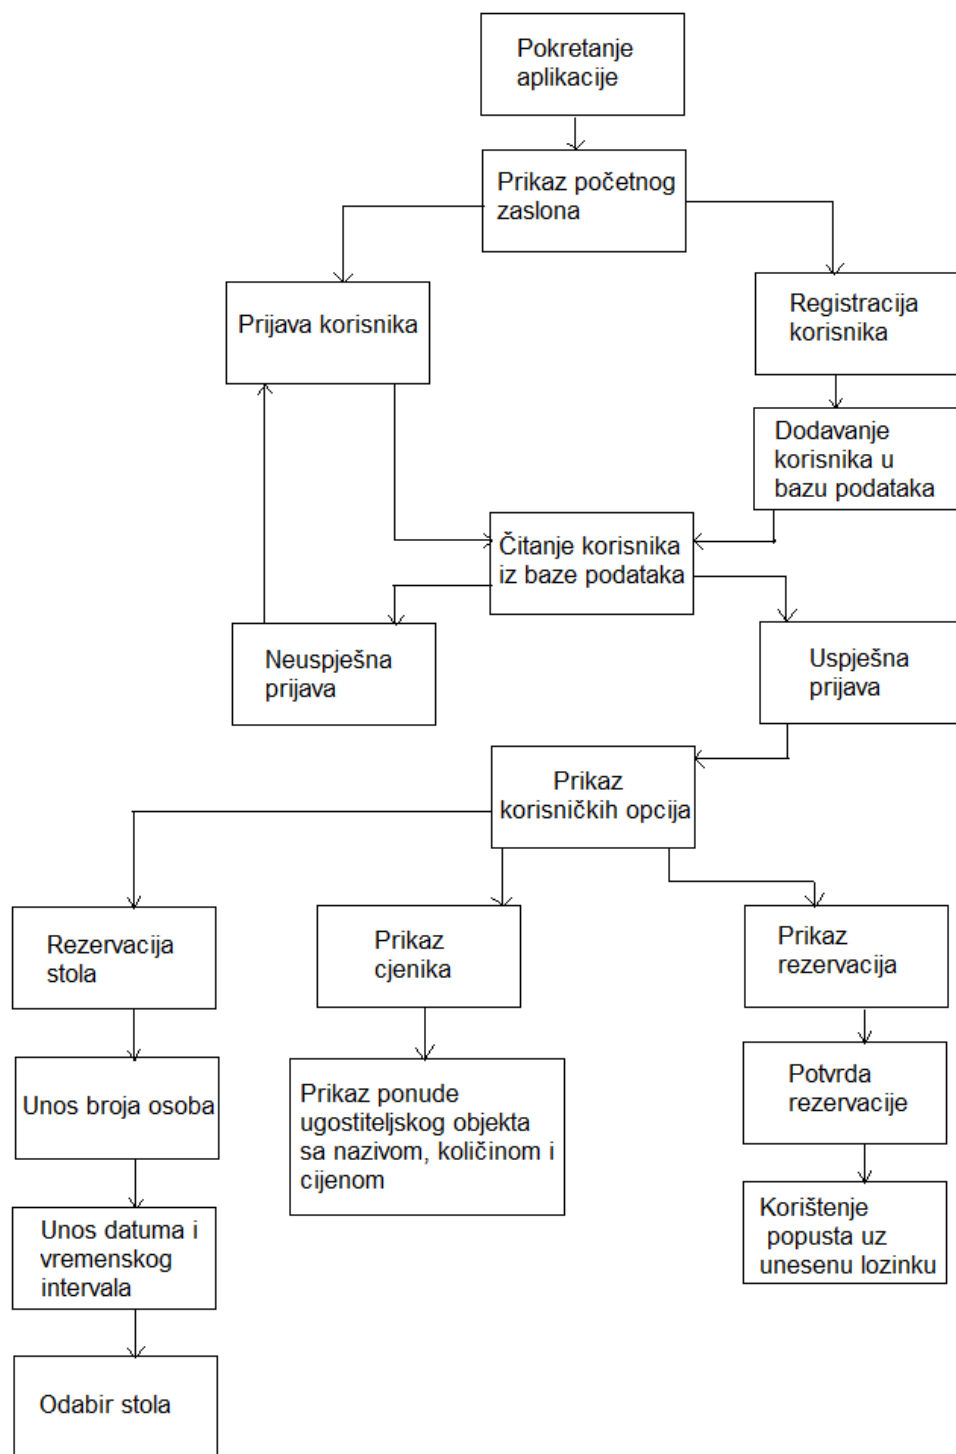 Pokretanje
aplikacije
Prikaz početnog
zaslona
Prijava korisnika
Registracija
korisnika
Dodavanje
korisnika u
bazu podataka
Čitanje korisnika
iz baze podataka
Neuspješna
prijava
Uspješna
prijava
Prikaz
korisničkih opcija
Rezervacija
stola
Prikaz
cjenika
Prikaz
rezervacija
Unos broja osoba
Prikaz ponude
ugostiteljskog objekta
sa nazivom, količinom i
cijenom
Potvrda
rezervacije
Unos datuma i
vremenskog
intervala
Korištenje
popusta uz
unesenu lozinku
Odabir stola